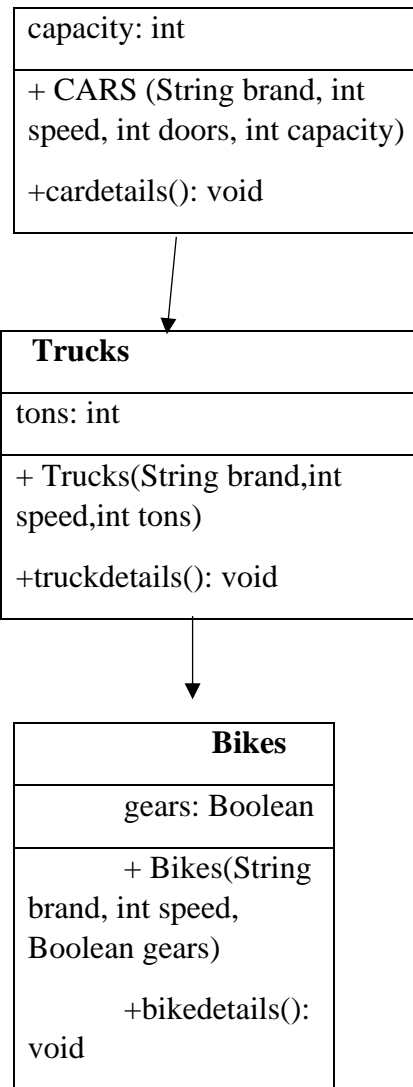 capacity: int
+ CARS (String brand, int
speed, int doors, int capacity)
+cardetails(): void
Trucks
tons: int
+ Trucks(String brand,int
speed,int tons)
+truckdetails(): void
Bikes
gears: Boolean
+ Bikes(String
brand, int speed,
Boolean gears)
+bikedetails():
void